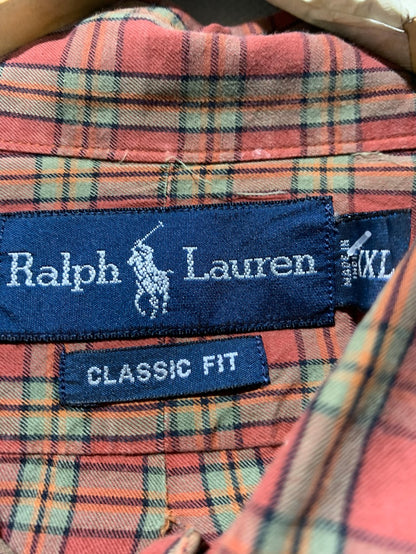 Ralph Lauren
CLASSIC FIT
MADE IN
XL